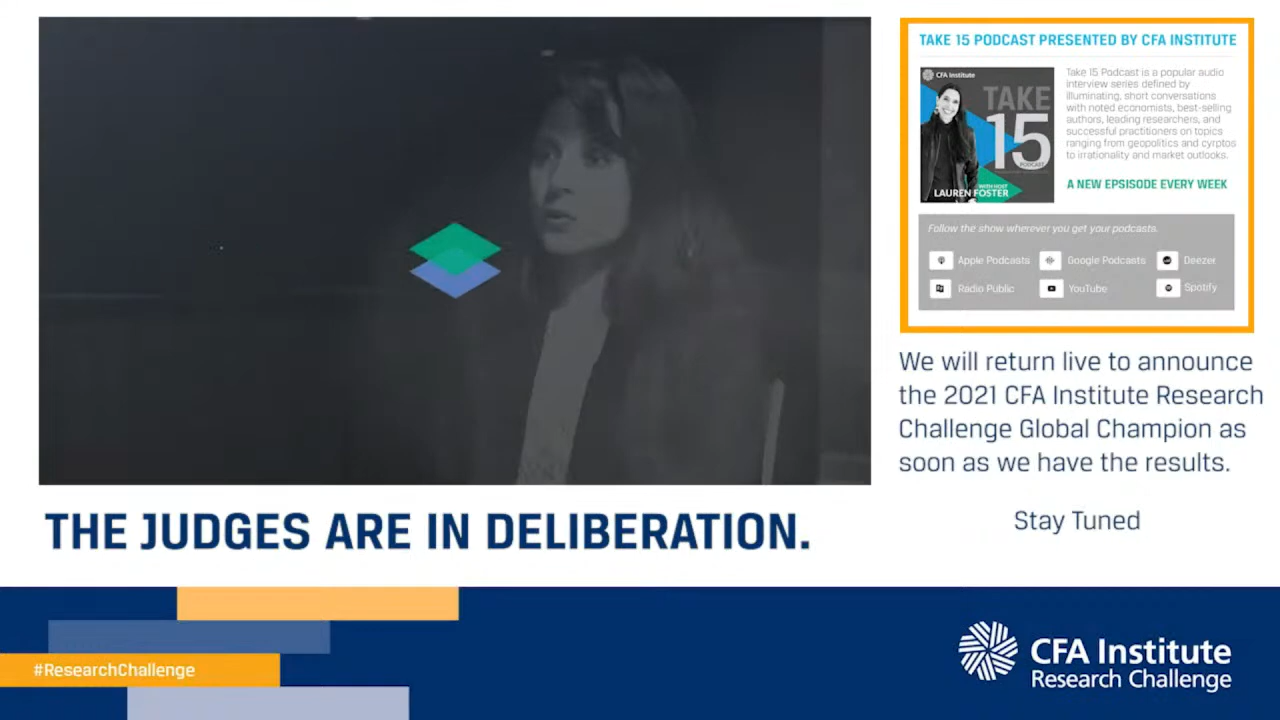 TAKE 15 PODCAST PRESENTED BY CFA INSTITUTE
CFA Institute
TAKE
15
PODCAST
WITH HOST
LAUREN FOSTER
Take 15 Podcast is a popular audio
interview series defined by
illuminating, short conversations
with noted economists, best-selling
authors, leading researchers, and
successful practitioners on topics
ranging from geopolitics and cyrptos
to irrationality and market outlooks.
A NEW EPSISODE EVERY WEEK
Follow the show wherever you get your podcasts.
Apple Podcasts
Google Podcasts
Deezer
Radio Public
YouTube
Spotify
We will return live to announce
the 2021 CFA Institute Research
Challenge Global Champion as
soon as we have the results.
Stay Tuned
THE JUDGES ARE IN DELIBERATION.
#ResearchChallenge
CFA Institute
Research Challenge